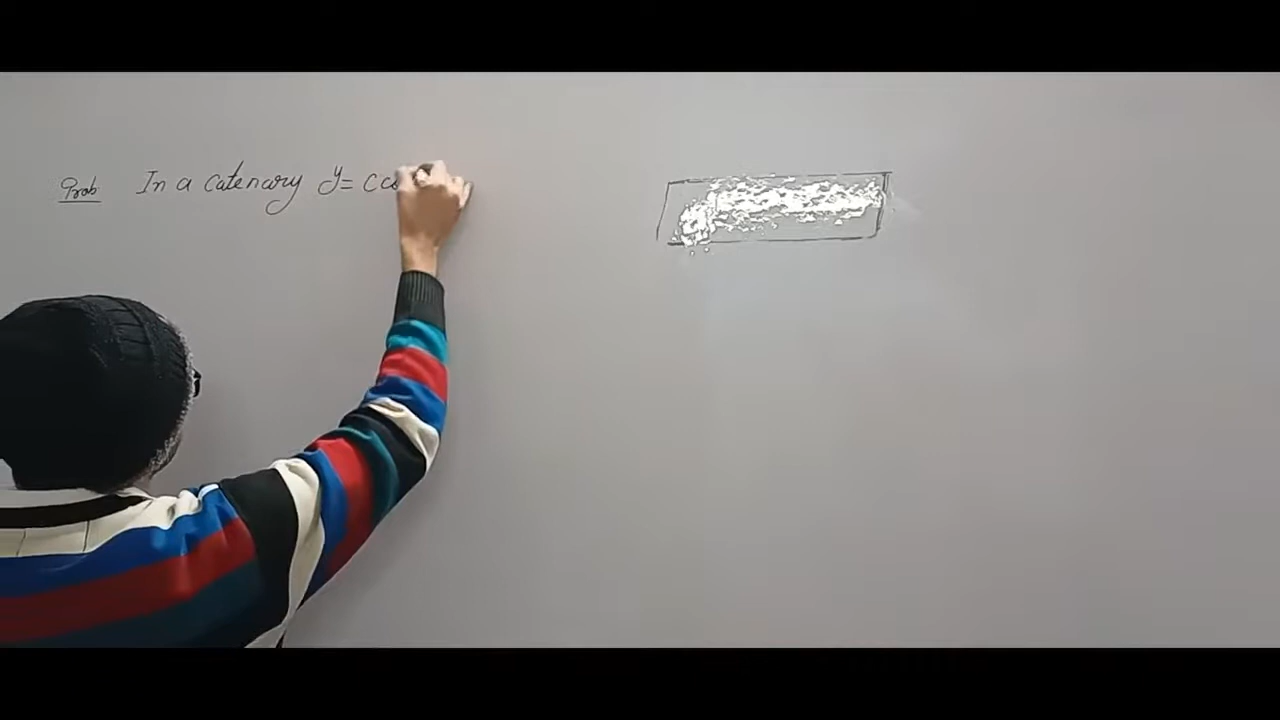 Prob In a Catenary y = c